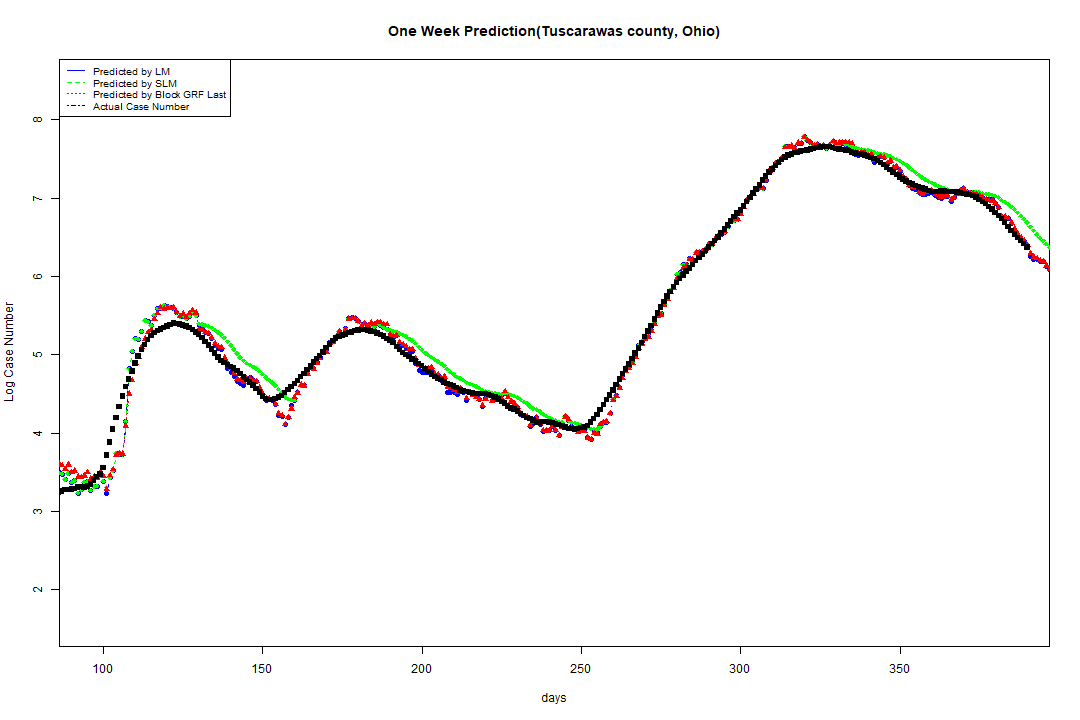 One Week Prediction(Tuscarawas county, Ohio)
Predicted by LM
Predicted by SLM
Predicted by Block GRF Last
Actual Case Number
Log Case Number
8
7
6
5
4
3
2
100 150 200 250 300 350
days